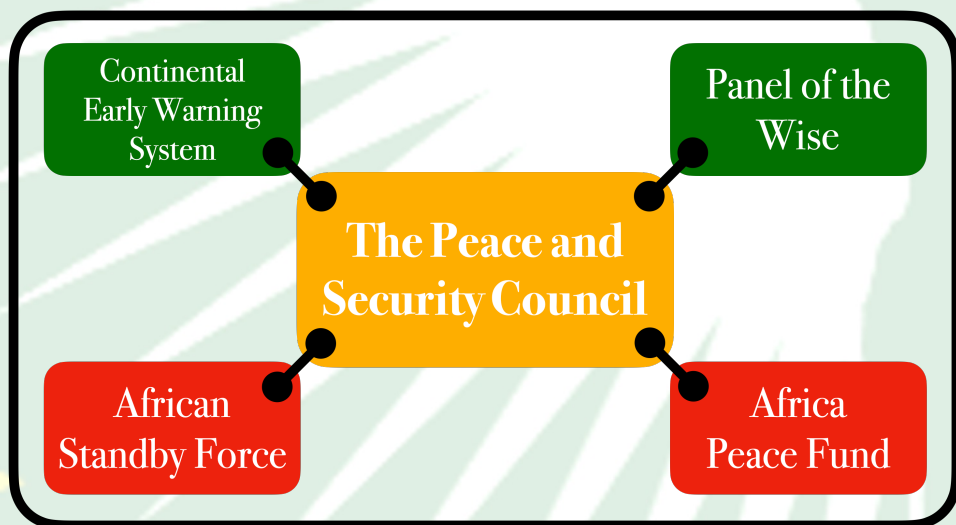 Continental
Early Warning
System
Panel of the
Wise
The Peace and
Security Council
African
Standby Force
Africa
Peace Fund